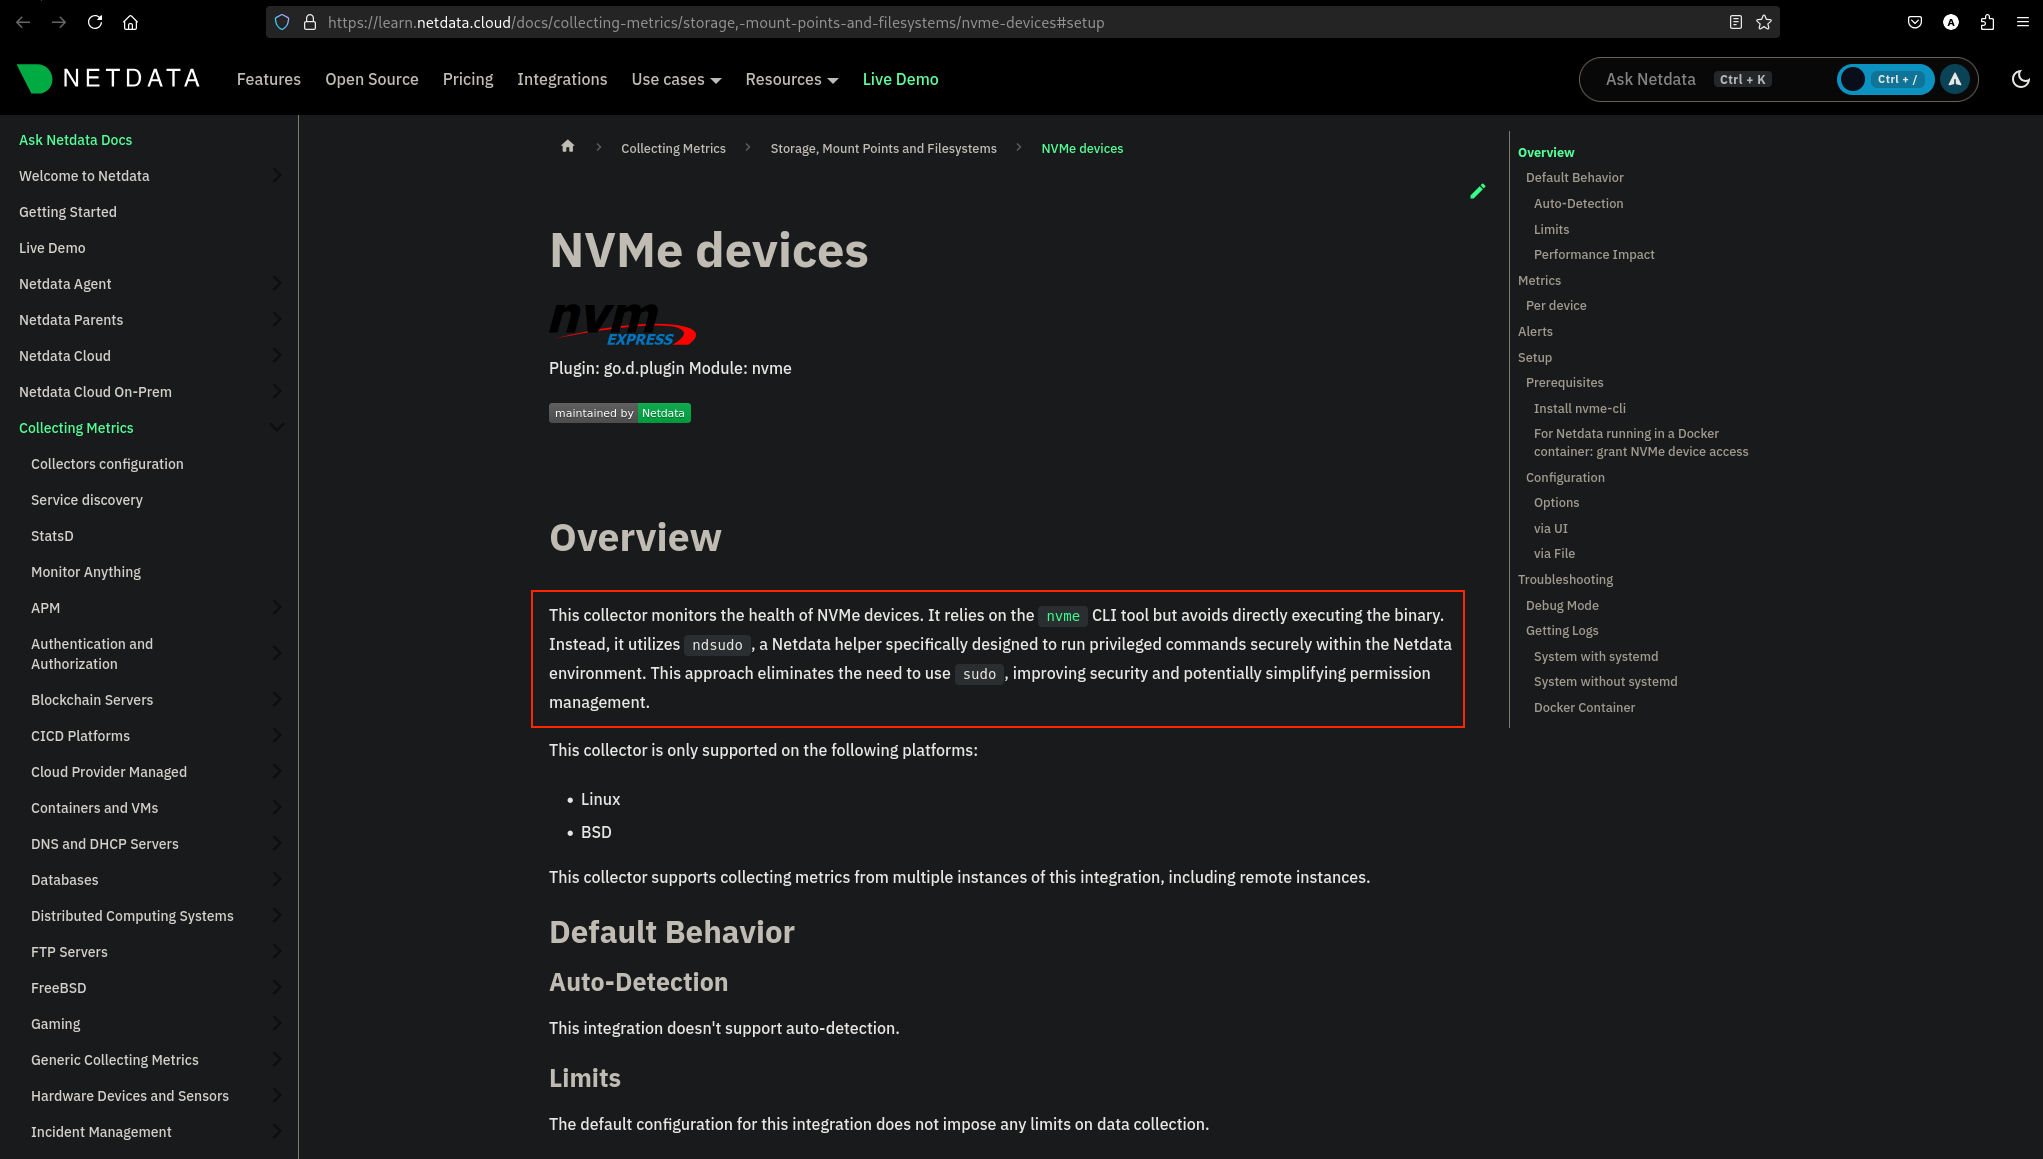 https://learn.netdata.cloud/docs/collecting-metrics/storage,-mount-points-and-filesystems/nvme-devices#setup
NETDATA
Features
Open Source
Pricing
Integrations
Use cases
Resources
Live Demo
Ask Netdata
Ctrl + K
Ctrl + /
Ask Netdata Docs
Welcome to Netdata
Getting Started
Live Demo
Netdata Agent
Netdata Parents
Netdata Cloud
Netdata Cloud On-Prem
Collecting Metrics
Collectors configuration
Service discovery
StatsD
Monitor Anything
APM
Authentication and
Authorization
Blockchain Servers
CICD Platforms
Cloud Provider Managed
Containers and VMs
DNS and DHCP Servers
Databases
Distributed Computing Systems
FTP Servers
FreeBSD
Gaming
Generic Collecting Metrics
Hardware Devices and Sensors
Incident Management
Collecting Metrics
Storage, Mount Points and Filesystems
NVMe devices
NVMe devices
nvm
EXPRESS
Plugin: go.d.plugin Module: nvme
maintained by Netdata
Overview
This collector monitors the health of NVMe devices. It relies on the nvme CLI tool but avoids directly executing the binary.
Instead, it utilizes ndsudo, a Netdata helper specifically designed to run privileged commands securely within the Netdata
environment. This approach eliminates the need to use sudo, improving security and potentially simplifying permission
management.
This collector is only supported on the following platforms:
• Linux
• BSD
This collector supports collecting metrics from multiple instances of this integration, including remote instances.
Default Behavior
Auto-Detection
This integration doesn't support auto-detection.
Limits
The default configuration for this integration does not impose any limits on data collection.
Overview
Default Behavior
Auto-Detection
Limits
Performance Impact
Metrics
Per device
Alerts
Setup
Prerequisites
Install nvme-cli
For Netdata running in a Docker
container: grant NVMe device access
Configuration
Options
via UI
via File
Troubleshooting
Debug Mode
Getting Logs
System with systemd
System without systemd
Docker Container